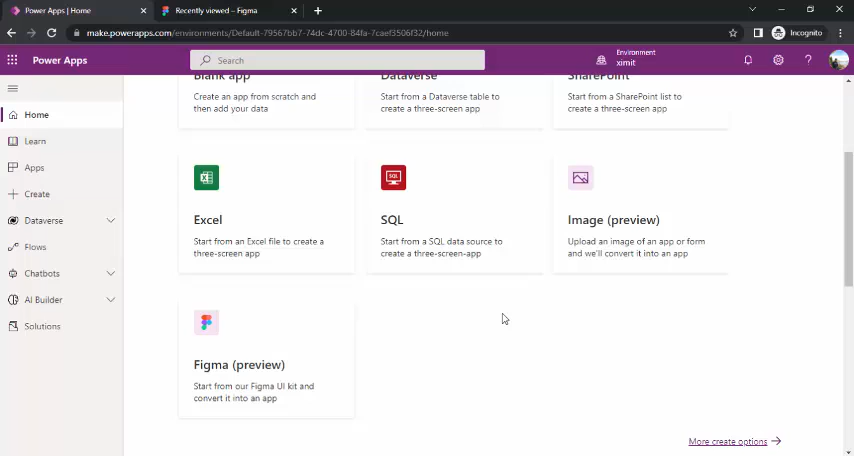 Power Apps | Home
Recently viewed – Figma
make.powerapps.com/environments/Default-79567bb7-74dc-4700-84fa-7caef3506f32/home
Incognito
Power Apps
Search
Environment
ximit
Home
Learn
Apps
Create
Dataverse
Flows
Chatbots
AI Builder
Solutions
Blank app
Create an app from scratch and
then add your data
Dataverse
Start from a Dataverse table to
create a three-screen app
SharePoint
Start from a SharePoint list to
create a three-screen app
Excel
Start from an Excel file to create a
three-screen app
SQL
SQL
Start from a SQL data source to
create a three-screen-app
Image (preview)
Upload an image of an app or form
and we'll convert it into an app
Figma (preview)
Start from our Figma UI kit and
convert it into an app
More create options